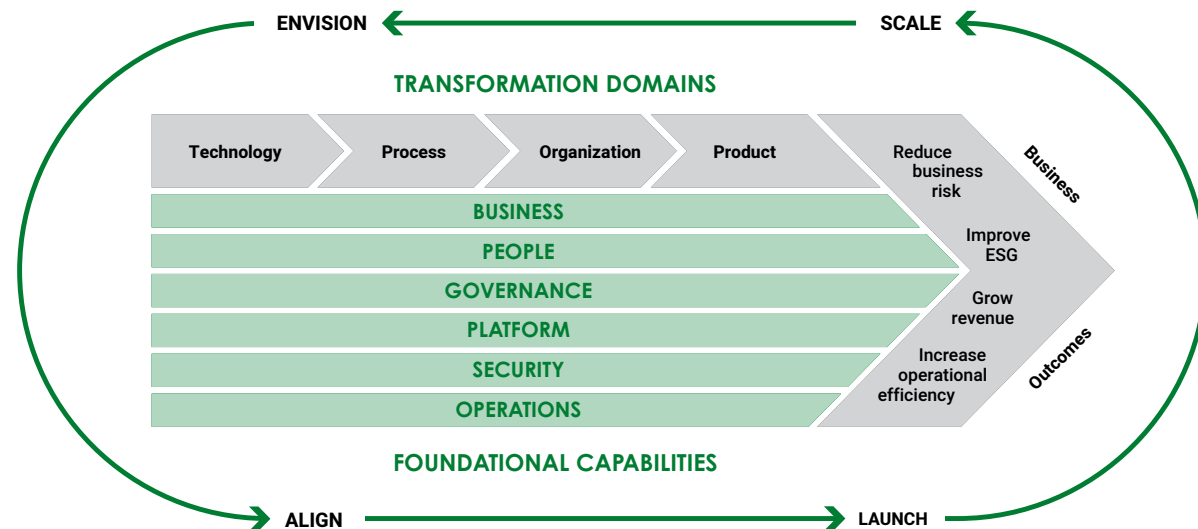 ENVISION
SCALE
TRANSFORMATION DOMAINS
Technology
Process
Organization
Product
Reduce
business
risk
Business
BUSINESS
PEOPLE
Improve
ESG
GOVERNANCE
Grow
revenue
PLATFORM
SECURITY
Increase
operational
efficiency
Outcomes
OPERATIONS
FOUNDATIONAL CAPABILITIES
ALIGN
LAUNCH